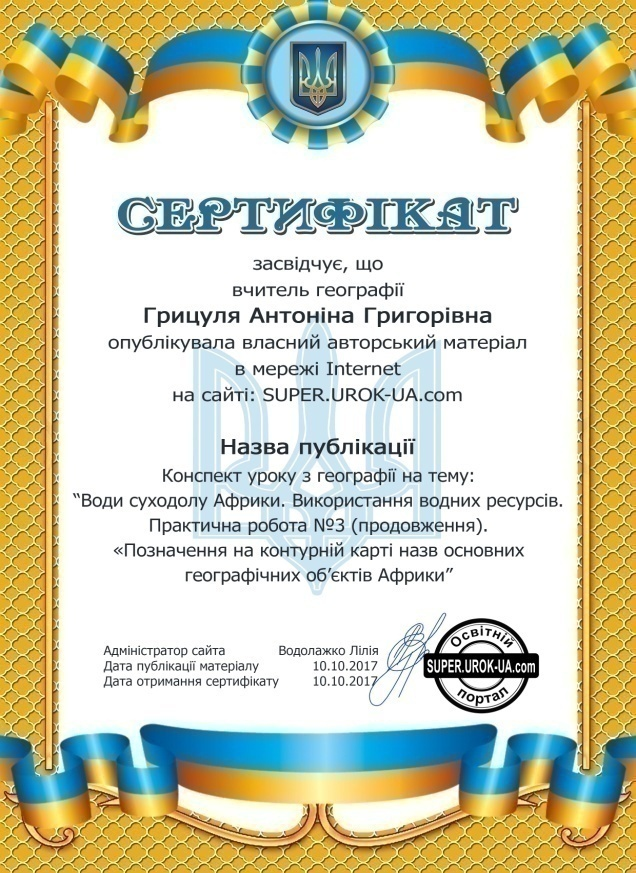 СЕРТИФІКАТ
засвідчує, що
вчитель географії
Грицуля Антоніна Григорівна
опублікувала власний авторський матеріал
в мережі Internet
на сайті: SUPER.UROK-UA.com
Назва публікації
Конспект уроку з географії на тему:
“Води суходолу Африки. Використання водних ресурсів.
Практична робота №3 (продовження).
«Позначення на контурній карті назв основних
географічних об’єктів Африки”
Адміністратор сайта Водолажко Лілія
Дата публікації матеріалу 10.10.2017
Дата отримання сертифікату 10.10.2017
Освітній
SUPER.UROK-UA.com
портал